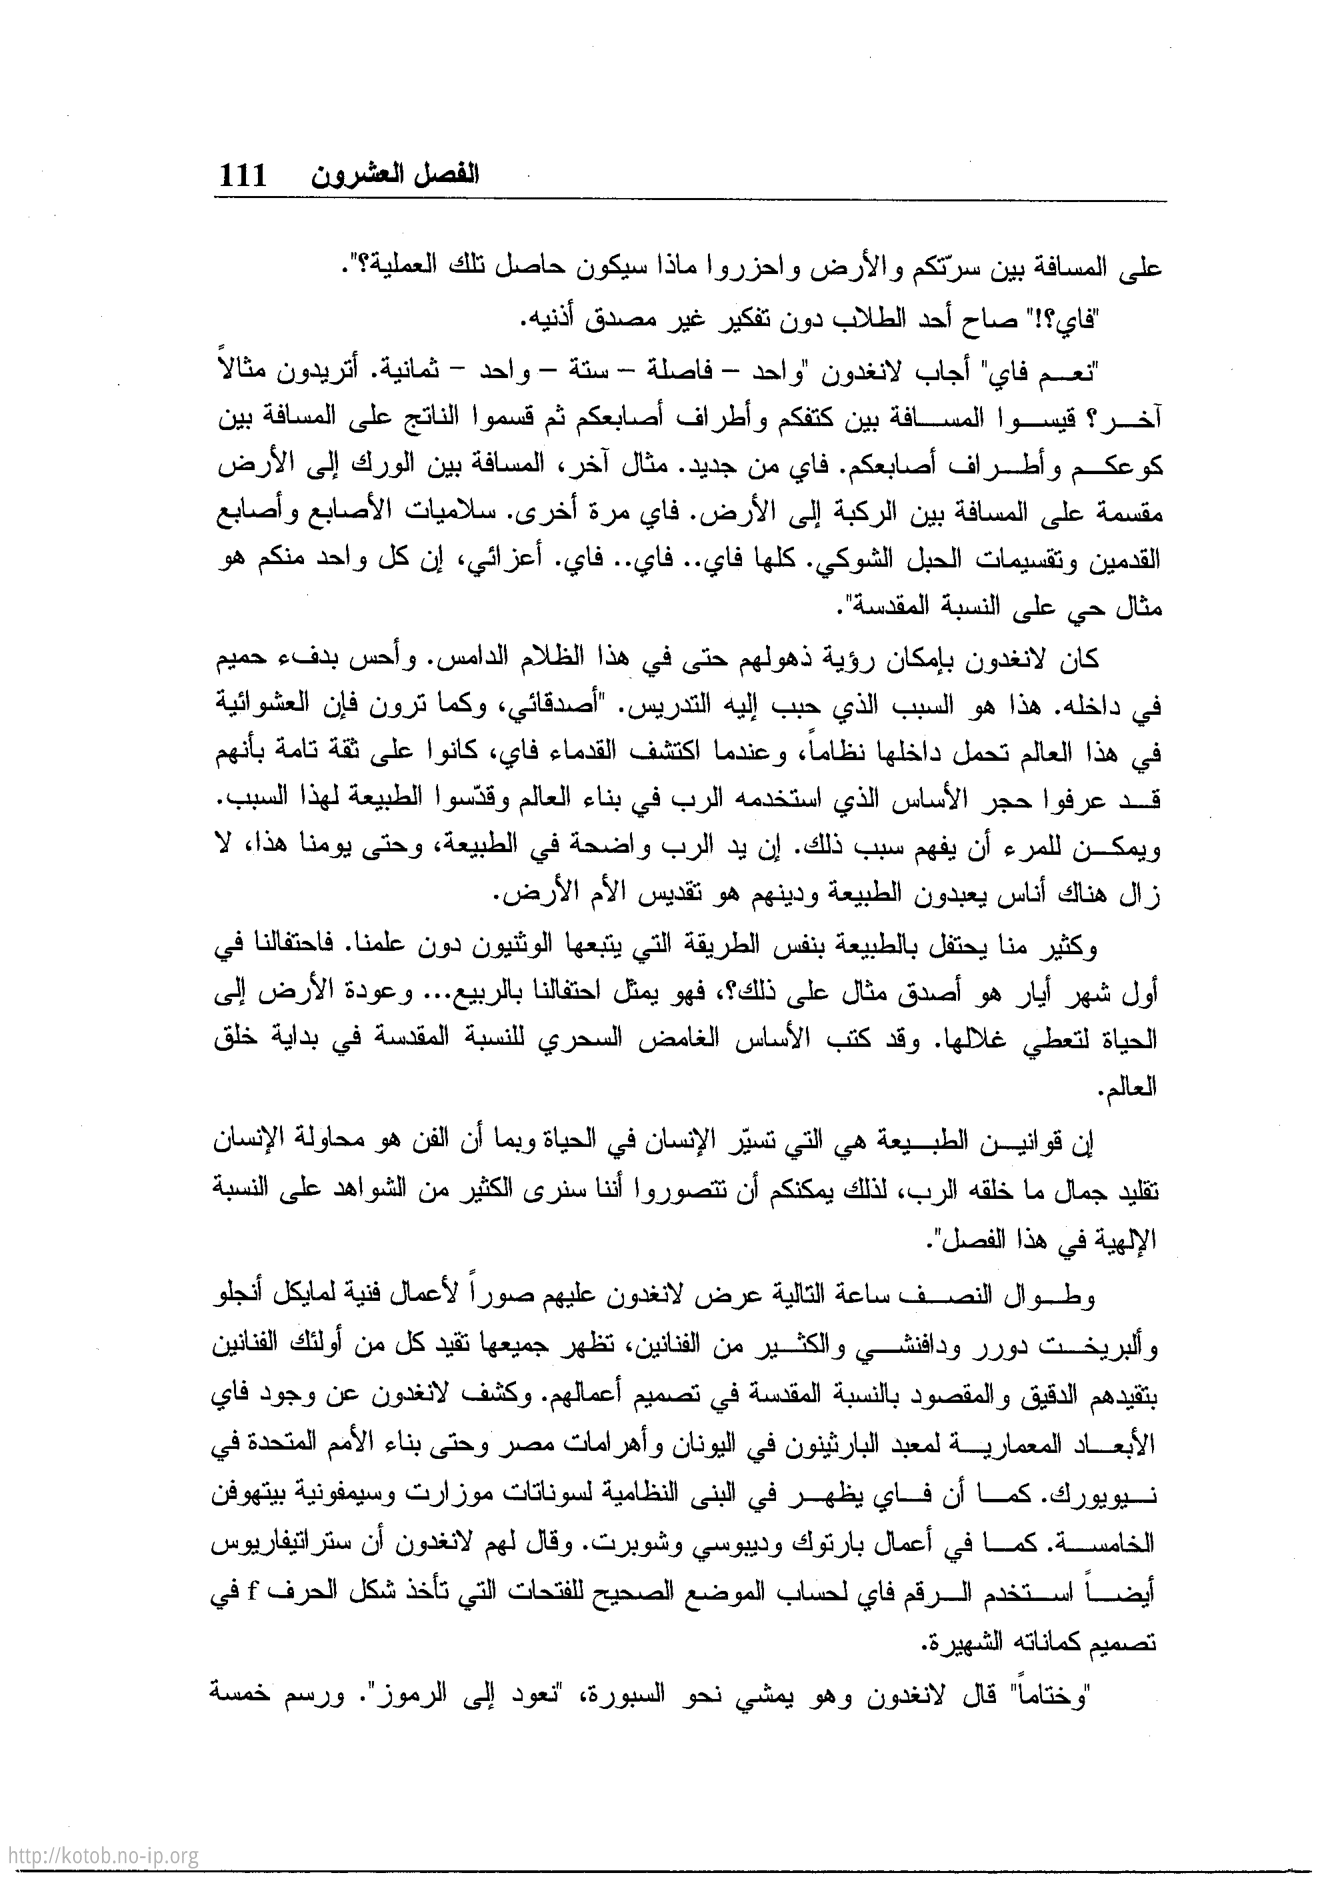 الفصل العشرون 111
على المسافة بين سرّتكم والأرض واحزروا ماذا سيكون حاصل تلك العملية؟".
"فاي؟!" صاح أحد الطلاب دون تفكير غير مصدق أذنيه.
"نعم فاي" أجاب لانغدون "واحد – فاصلة – ستة – واحد – ثمانية. أتريدون مثالاً
آخر؟ قيسوا المسافة بين كتفكم وأطراف أصابعكم ثم قسموا الناتج على المسافة بين
كوعكم وأطراف أصابعكم. فاي من جديد. مثال آخر، المسافة بين الورك إلى الأرض
مقسمة على المسافة بين الركبة إلى الأرض. فاي مرة أخرى. سلاميات الأصابع وأصابع
القدمين وتقسيمات الحبل الشوكي. كلها فاي.. فاي.. فاي. أعزائي، إن كل واحد منكم هو
مثال حي على النسبة المقدسة".
كان لانغدون بإمكان رؤية ذهولهم حتى في هذا الظلام الدامس. وأحس بدفء حميم
في داخله. هذا هو السبب الذي حبب إليه التدريس. "أصدقائي، وكما ترون فإن العشوائية
في هذا العالم تحمل داخلها نظاماً، وعندما اكتشف القدماء فاي، كانوا على ثقة تامة بأنهم
قد عرفوا حجر الأساس الذي استخدمه الرب في بناء العالم وقدّسوا الطبيعة لهذا السبب.
ويمكن للمرء أن يفهم سبب ذلك. إن يد الرب واضحة في الطبيعة، وحتى يومنا هذا، لا
زال هناك أناس يعبدون الطبيعة ودينهم هو تقديس الأم الأرض.
وكثير منا يحتفل بالطبيعة بنفس الطريقة التي يتبعها الوثنيون دون علمنا. فاحتفالنا في
أول شهر أيار هو أصدق مثال على ذلك؟، فهو يمثل احتفالنا بالربيع... وعودة الأرض إلى
الحياة لتعطي غلالها. وقد كتب الأساس الغامض السحري للنسبة المقدسة في بداية خلق
العالم.
إن قوانين الطبيعة هي التي تسيّر الإنسان في الحياة وبما أن الفن هو محاولة الإنسان
تقليد جمال ما خلقه الرب، لذلك يمكنكم أن تتصوروا أننا سنرى الكثير من الشواهد على النسبة
الإلهية في هذا الفصل".
وطوال النصف ساعة التالية عرض لانغدون عليهم صوراً لأعمال فنية لمايكل أنجلو
وألبريخت دورر ودافنشي والكثير من الفنانين، تظهر جميعها تقيد كل من أولئك الفنانين
بتقيدهم الدقيق والمقصود بالنسبة المقدسة في تصميم أعمالهم. وكشف لانغدون عن وجود فاي
الأبعاد المعمارية لمعبد البارثينون في اليونان وأهرامات مصر وحتى بناء الأمم المتحدة في
نيويورك. كما أن فاي يظهر في البنى النظامية لسوناتات موزارت وسيمفونية بيتهوفن
الخامسة. كما في أعمال بارتوك وديبوسي وشوبرت. وقال لهم لانغدون أن ستراتيفاريوس
أيضاً استخدم الرقم فاي لحساب الموضع الصحيح للفتحات التي تأخذ شكل الحرف f في
تصميم كماناته الشهيرة.
"وختاماً" قال لانغدون وهو يمشي نحو السبورة، "نعود إلى الرموز". ورسم خمسة
http://kotob.no-ip.org